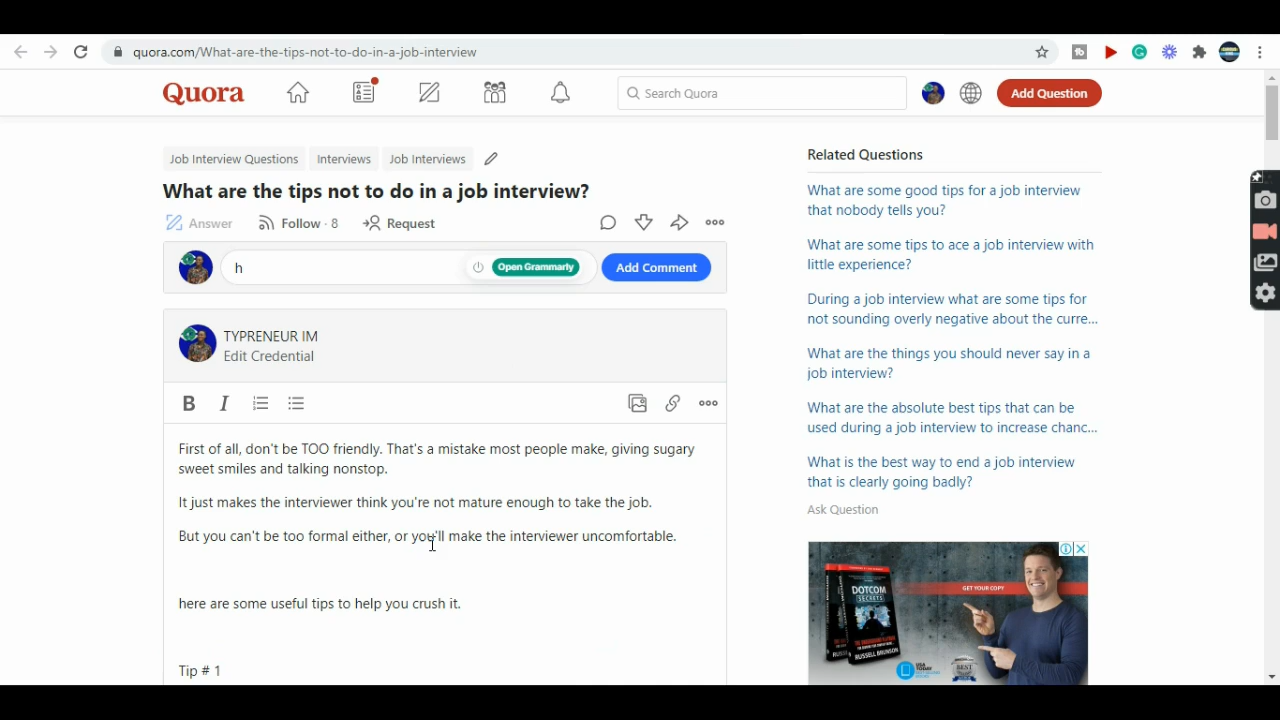 quora.com/What-are-the-tips-not-to-do-in-a-job-interview
Quora
Search Quora
Add Question
Job Interview Questions
Interviews
Job Interviews
What are the tips not to do in a job interview?
Answer
Follow · 8
Request
h
Open Grammarly
Add Comment
TYPRENEUR IM
Edit Credential
B I
First of all, don't be TOO friendly. That's a mistake most people make, giving sugary
sweet smiles and talking nonstop.
It just makes the interviewer think you're not mature enough to take the job.
But you can't be too formal either, or you'll make the interviewer uncomfortable.
here are some useful tips to help you crush it.
Tip # 1
Related Questions
What are some good tips for a job interview
that nobody tells you?
What are some tips to ace a job interview with
little experience?
During a job interview what are some tips for
not sounding overly negative about the curre...
What are the things you should never say in a
job interview?
What are the absolute best tips that can be
used during a job interview to increase chanc...
What is the best way to end a job interview
that is clearly going badly?
Ask Question
GET YOUR COPY
DOTCOM
SECRETS
RUSSELL BRUNSON
USA
TODAY
BEST